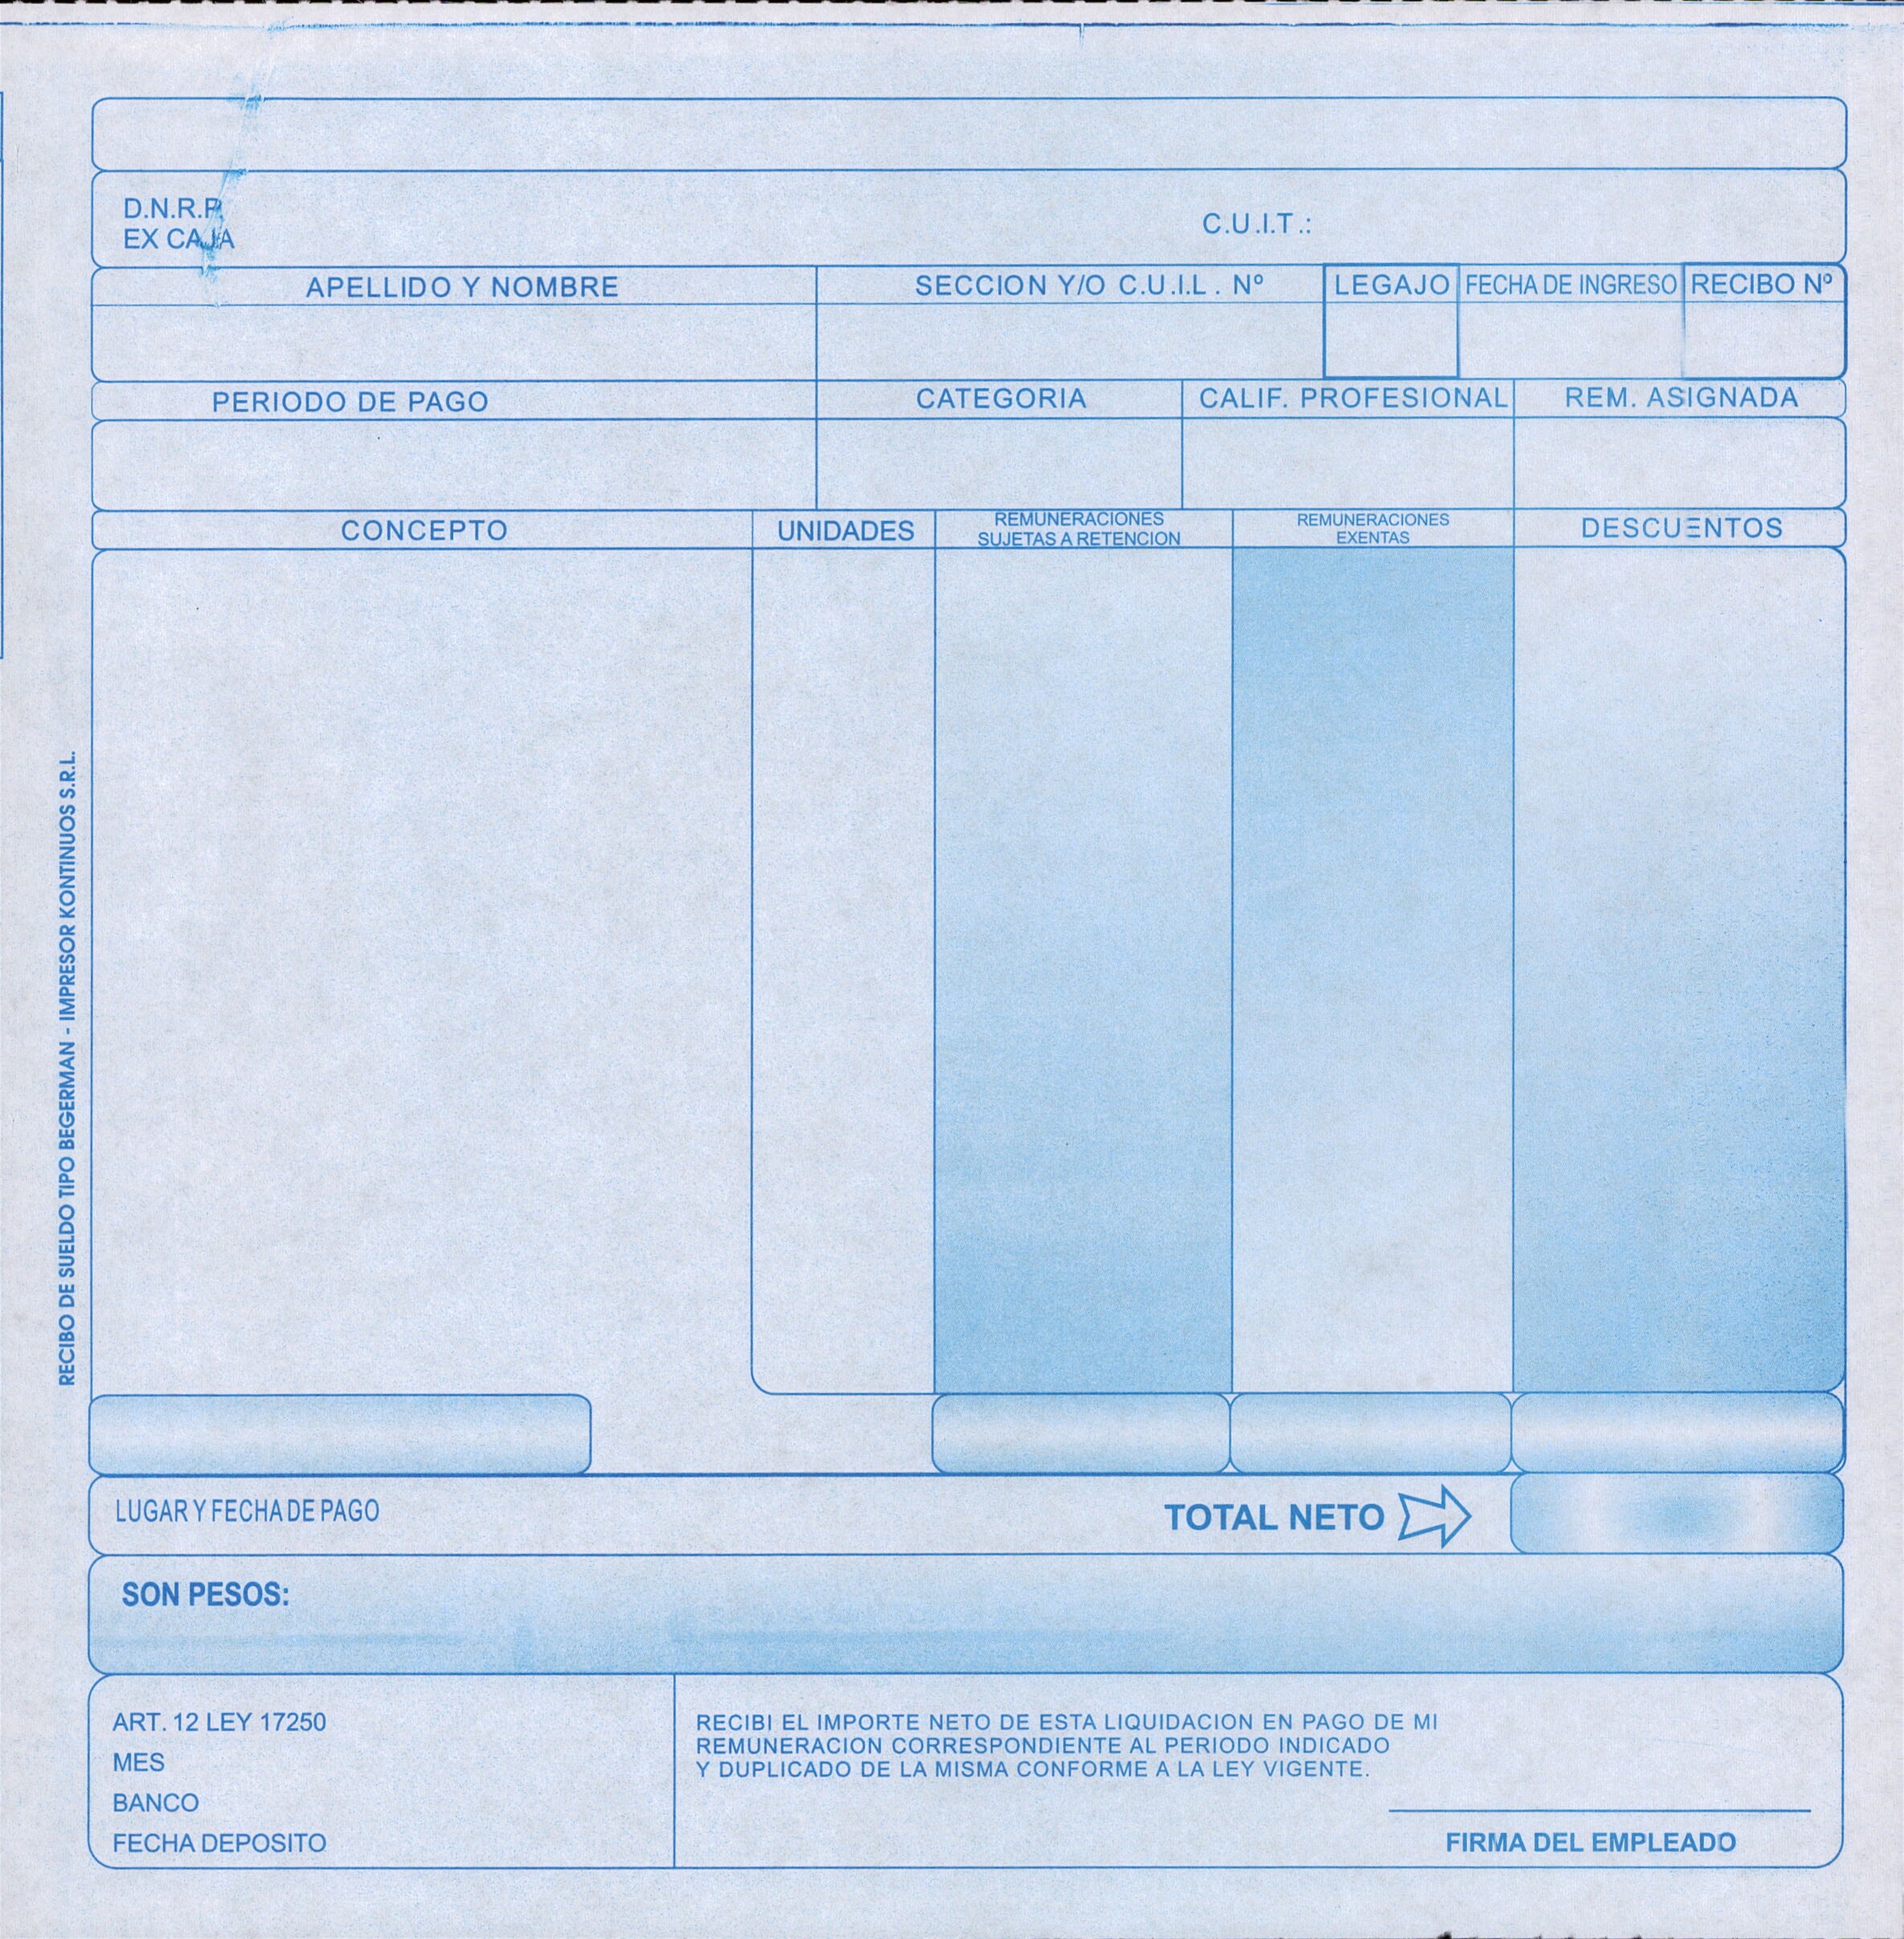 D.N.R.P.
EX CAJA
C.U.I.T.:
APELLIDO Y NOMBRE
SECCION Y/O C.U.I.L. Nº
LEGAJO
FECHA DE INGRESO
RECIBO Nº
PERIODO DE PAGO
CATEGORIA
CALIF. PROFESIONAL
REM. ASIGNADA
CONCEPTO
UNIDADES
REMUNERACIONES
SUJETAS A RETENCION
REMUNERACIONES
EXENTAS
DESCUENTOS
RECIBO DE SUELDO TIPO BEGERMAN - IMPRESOR KONTINUOS S.R.L.
LUGAR Y FECHA DE PAGO
TOTAL NETO
SON PESOS:
ART. 12 LEY 17250
MES
BANCO
FECHA DEPOSITO
RECIBI EL IMPORTE NETO DE ESTA LIQUIDACION EN PAGO DE MI
REMUNERACION CORRESPONDIENTE AL PERIODO INDICADO
Y DUPLICADO DE LA MISMA CONFORME A LA LEY VIGENTE.
FIRMA DEL EMPLEADO